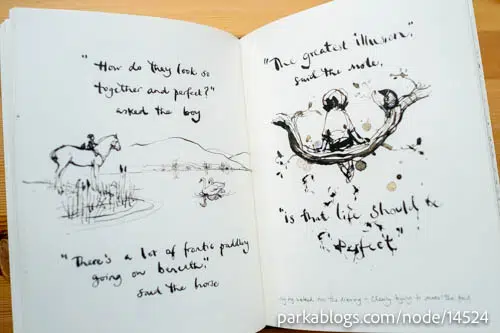 "How do they look so
together and perfect?"
asked the boy
"There's a lot of frantic paddling
going on beneath."
said the horse
"The greatest illusion,"
said the mole,
"is that life should be
perfect."
parkablogs.com/node/14524